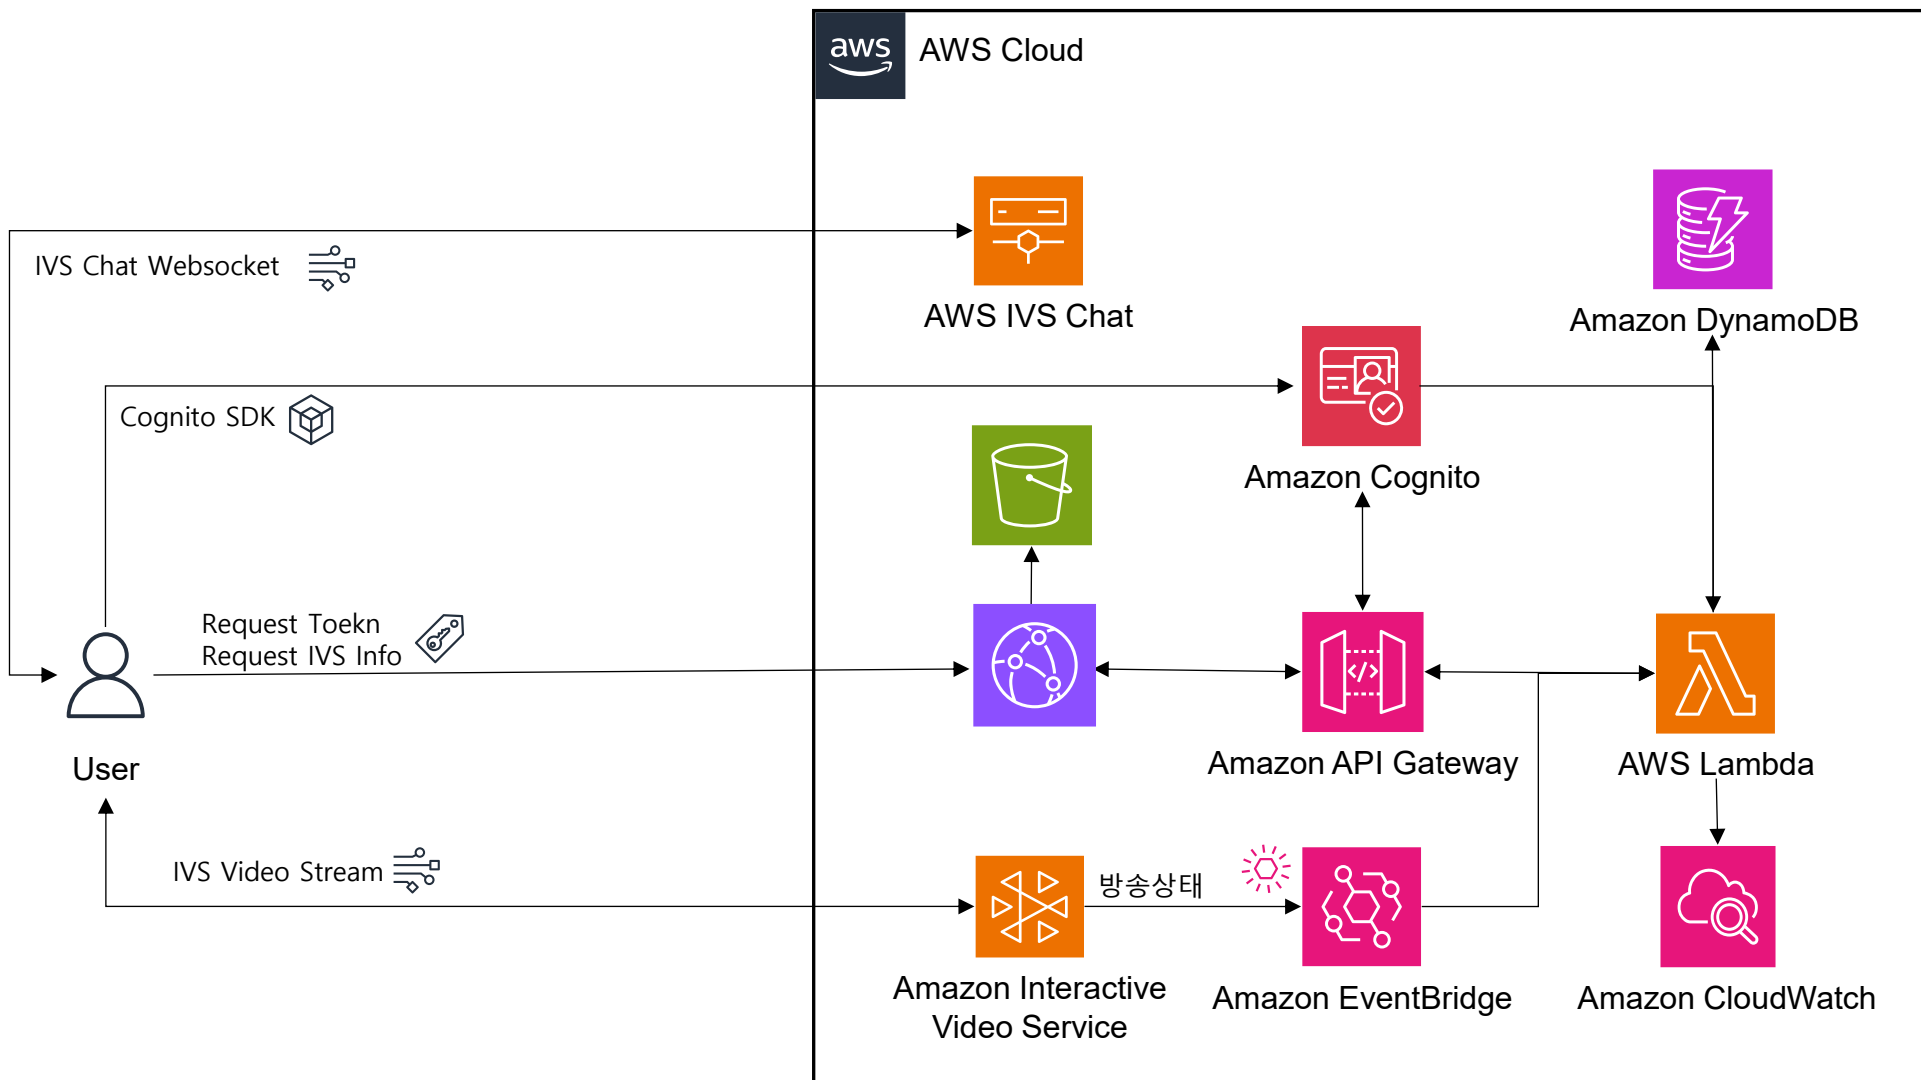 aws
AWS Cloud
IVS Chat Websocket
AWS IVS Chat
Amazon DynamoDB
Cognito SDK
Amazon Cognito
Request Toekn
Request IVS Info
User
Amazon API Gateway
AWS Lambda
IVS Video Stream
방송상태
Amazon Interactive
Video Service
Amazon EventBridge
Amazon CloudWatch